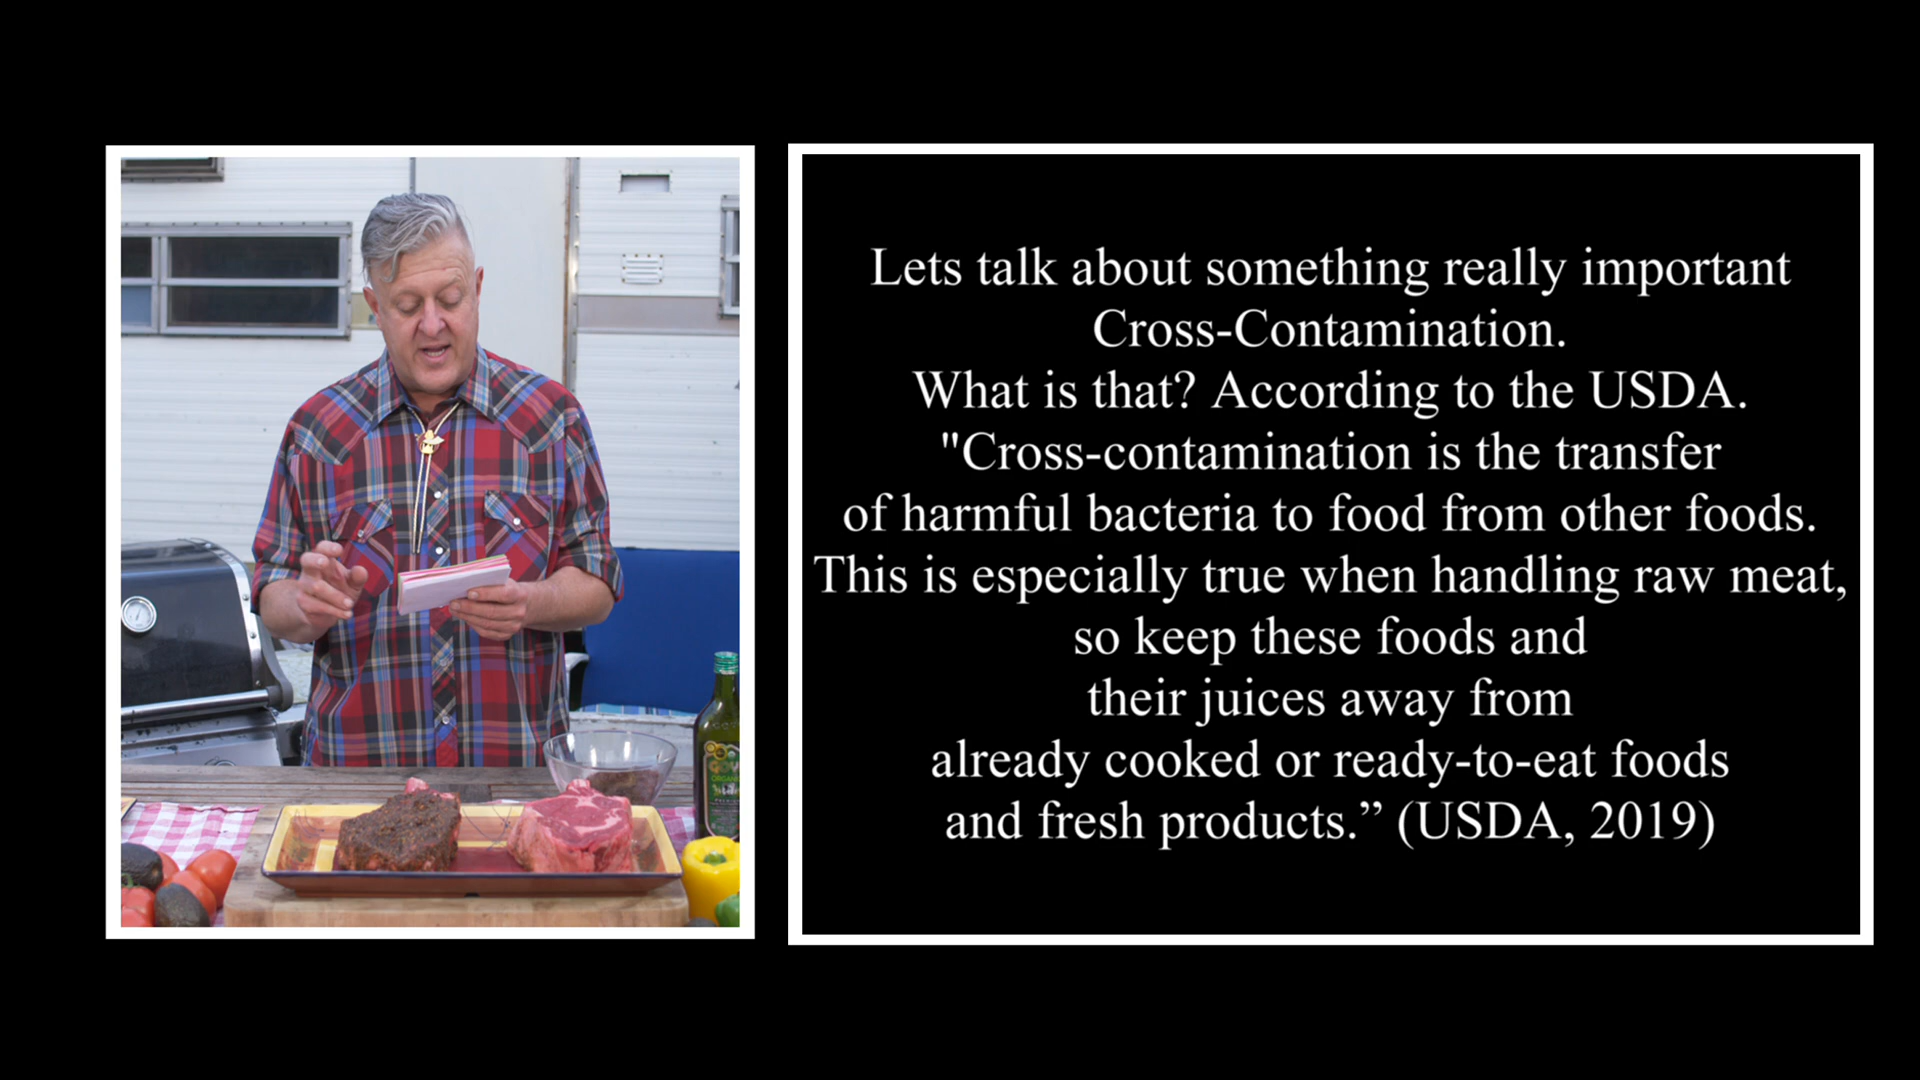 Lets talk about something really important
Cross-Contamination.
What is that? According to the USDA.
"Cross-contamination is the transfer
of harmful bacteria to food from other foods.
This is especially true when handling raw meat,
so keep these foods and
their juices away from
already cooked or ready-to-eat foods
and fresh products.” (USDA, 2019)